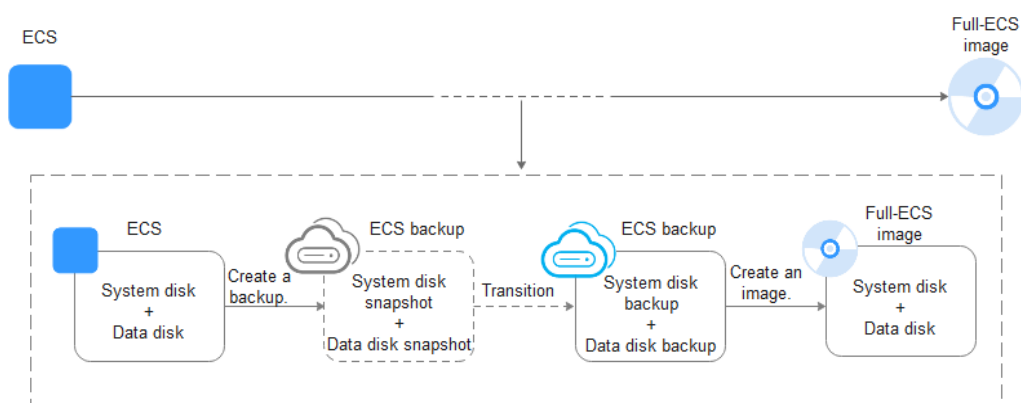 ECS
Full-ECS
image
ECS
System disk
+
Data disk
Create a
backup.
ECS backup
System disk
snapshot
+
Data disk snapshot
Transition
ECS backup
System disk
backup
+
Data disk backup
Create an
image.
Full-ECS
image
System disk
+
Data disk